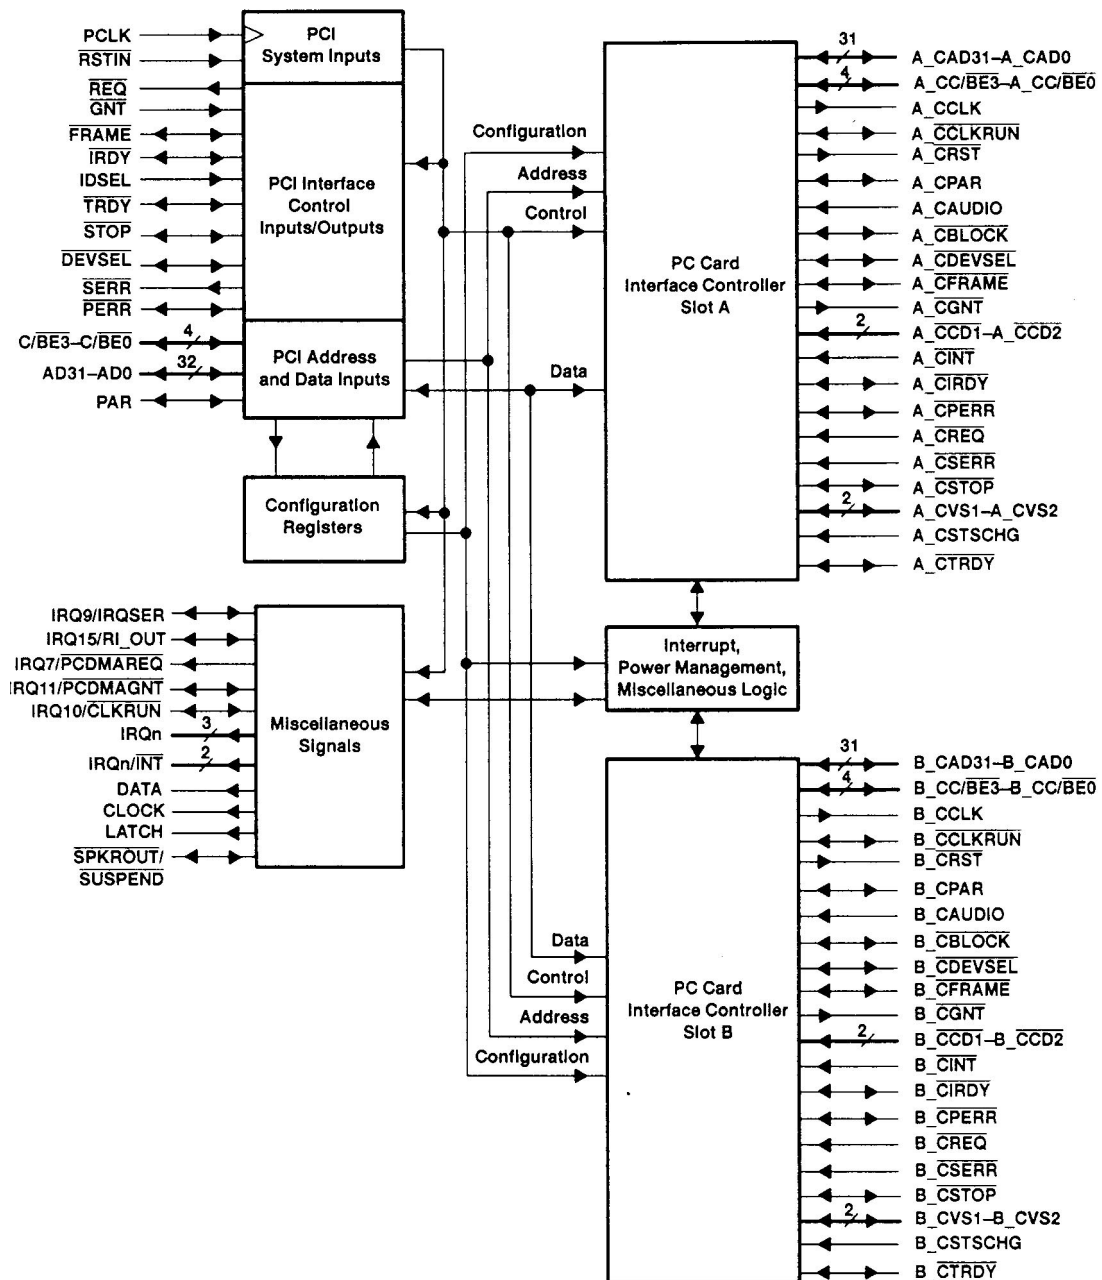 PCLK
RSTIN
REQ
GNT
FRAME
IRDY
IDSEL
TRDY
STOP
DEVSEL
SERR
PERR
C/BE3–C/BE0
4
AD31–AD0
32
PAR
PCI
System Inputs
PCI Interface
Control
Inputs/Outputs
PCI Address
and Data Inputs
Configuration
Registers
IRQ9/IRQSER
IRQ15/RI_OUT
IRQ7/PCDMAREQ
IRQ11/PCDMAGNT
IRQ10/CLKRUN
IRQn
3
IRQn/INT
2
DATA
CLOCK
LATCH
SPKROUT/
SUSPEND
Miscellaneous
Signals
Configuration
Address
Control
Data
PC Card
Interface Controller
Slot A
31
A_CAD31–A_CAD0
4
A_CC/BE3–A_CC/BE0
A_CCLK
A_CCLKRUN
A_CRST
A_CPAR
A_CAUDIO
A_CBLOCK
A_CDEVSEL
A_CFRAME
A_CGNT
2
A_CCD1–A_CCD2
A_CINT
A_CIRDY
A_CPERR
A_CREQ
A_CSERR
A_CSTOP
2
A_CVS1–A_CVS2
A_CSTSCHG
A_CTRDY
Interrupt,
Power Management,
Miscellaneous Logic
Data
Control
Address
Configuration
PC Card
Interface Controller
Slot B
31
B_CAD31–B_CAD0
4
B_CC/BE3–B_CC/BE0
B_CCLK
B_CCLKRUN
B_CRST
B_CPAR
B_CAUDIO
B_CBLOCK
B_CDEVSEL
B_CFRAME
B_CGNT
2
B_CCD1–B_CCD2
B_CINT
B_CIRDY
B_CPERR
B_CREQ
B_CSERR
B_CSTOP
2
B_CVS1–B_CVS2
B_CSTSCHG
B_CTRDY